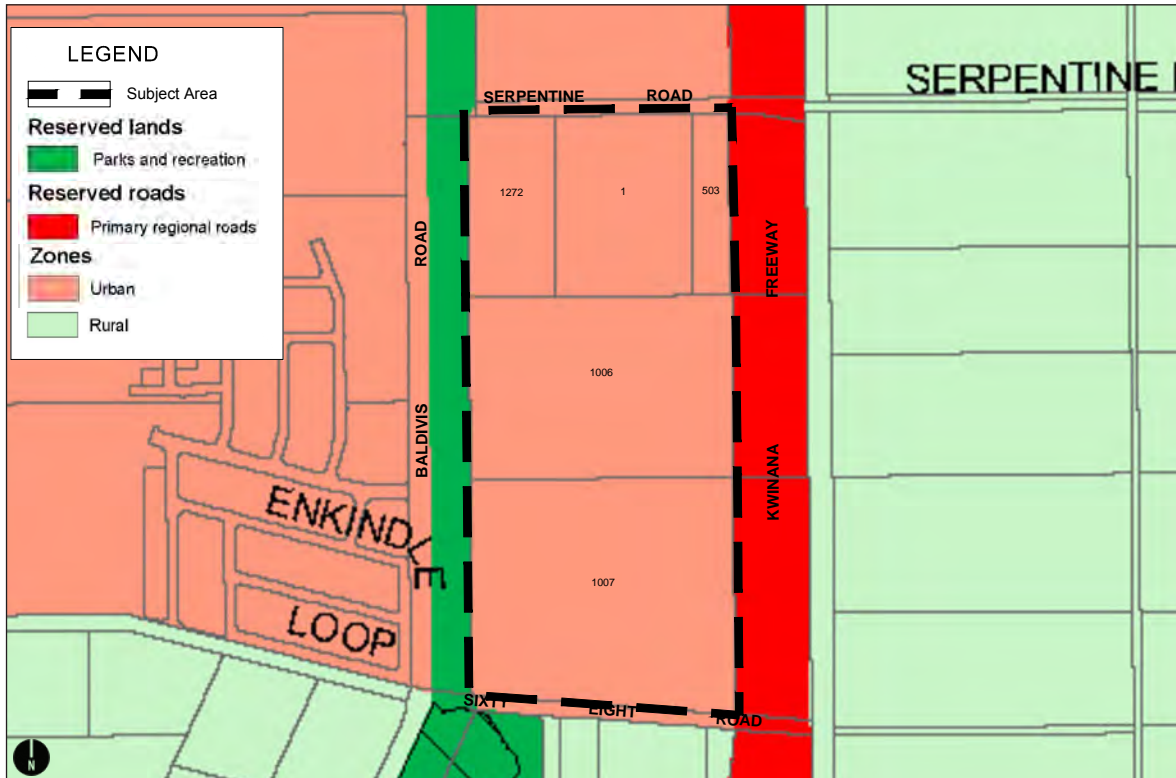 LEGEND
Subject Area
Reserved lands
Parks and recreation
Reserved roads
Primary regional roads
Zones
Urban
Rural
SERPENTINE
SERPENTINE ROAD
1272
1
503
ROAD
FREEWAY
1006
BALDIVIS
KWINANA
ENKINDLE
LOOP
1007
SIXTY EIGHT ROAD
N